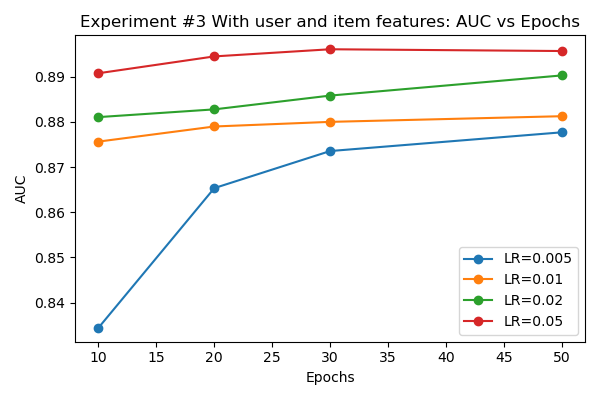 Experiment #3 With user and item features: AUC vs Epochs
AUC
0.89
0.88
0.87
0.86
0.85
0.84
LR=0.005
LR=0.01
LR=0.02
LR=0.05
10 15 20 25 30 35 40 45 50
Epochs